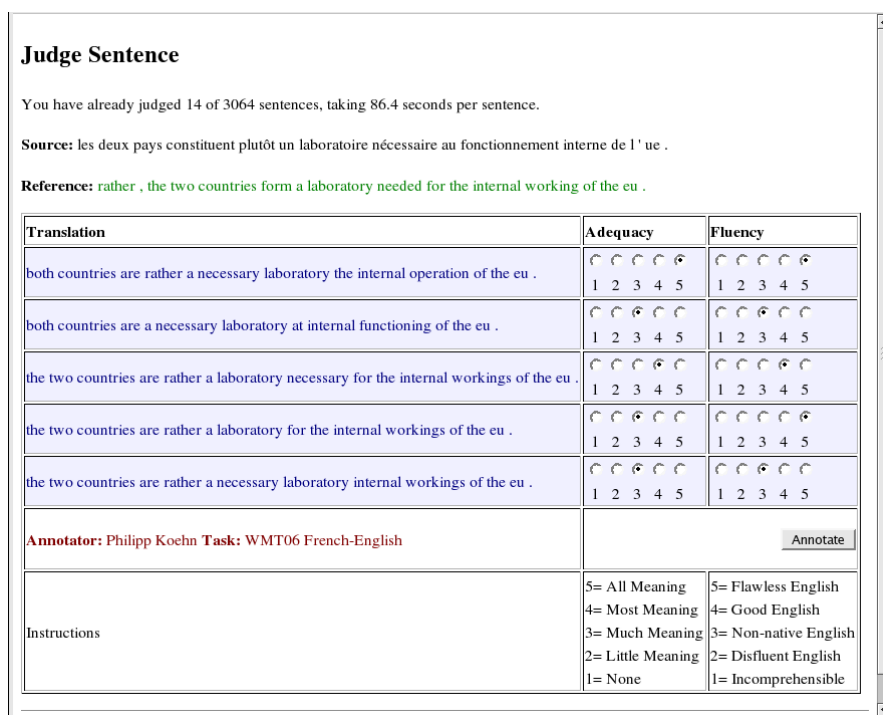 Judge Sentence
You have already judged 14 of 3064 sentences, taking 86.4 seconds per sentence.
Source: les deux pays constituent plutôt un laboratoire nécessaire au fonctionnement interne de l ' ue .
Reference: rather , the two countries form a laboratory needed for the internal working of the eu .
Translation Adequacy Fluency
both countries are rather a necessary laboratory the internal operation of the eu .
1 2 3 4 5 1 2 3 4 5
both countries are a necessary laboratory at internal functioning of the eu .
1 2 3 4 5 1 2 3 4 5
the two countries are rather a laboratory necessary for the internal workings of the eu .
1 2 3 4 5 1 2 3 4 5
the two countries are rather a laboratory for the internal workings of the eu .
1 2 3 4 5 1 2 3 4 5
the two countries are rather a necessary laboratory internal workings of the eu .
1 2 3 4 5 1 2 3 4 5
Annotator: Philipp Koehn Task: WMT06 French-English
Annotate
Instructions
5= All Meaning 5= Flawless English
4= Most Meaning 4= Good English
3= Much Meaning 3= Non-native English
2= Little Meaning 2= Disfluent English
1= None 1= Incomprehensible